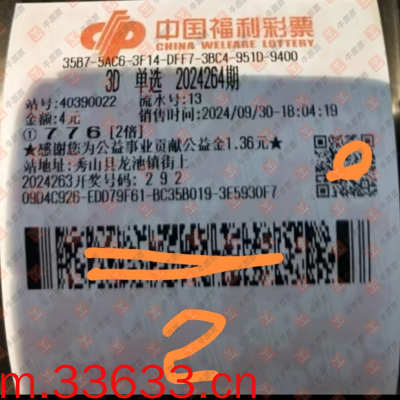 中国福利彩票
CHINA WELFARE LOTTERY
35B7-5AC6-3F14-DFF7-3BC4-951D-9400
3D 单选 2024264期
站号:40390022 流水号:13
金额:4元 销售时间:2024/09/30-18:04:19
①776[2倍]
★感谢您为公益事业贡献公益金1.36元★
站地址:秀山县龙池镇街上
2024263开奖号码:292
09D4C926-EDD79F61-BC35B019-3E5930F7
0
2
m.33633.cn